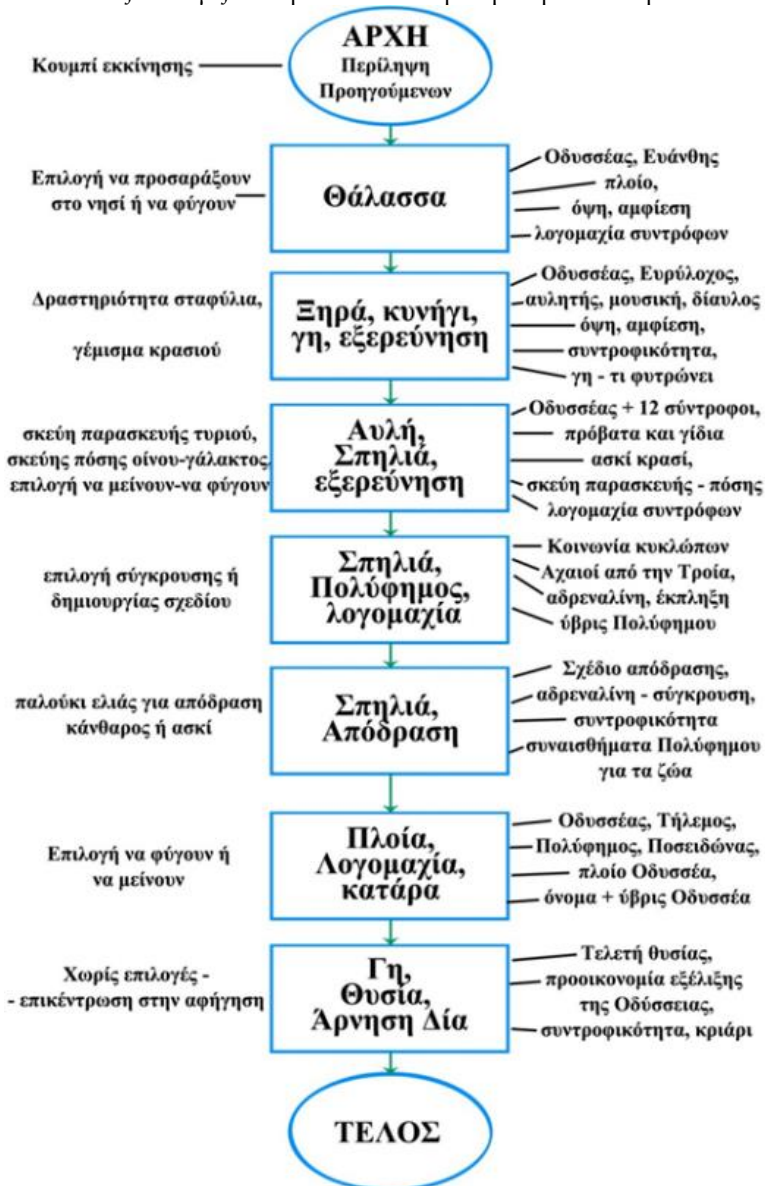 ΑΡΧΗ
Περίληψη
Προηγούμενων
Κουμπί εκκίνησης
Επιλογή να προσαράξουν
στο νησί ή να φύγουν
Θάλασσα
Οδυσσέας, Ευάνθης
πλοίο,
όψη, αμφίεση
λογομαχία συντρόφων
Δραστηριότητα σταφύλια,
γέμισμα κρασιού
Ξηρά, κυνήγι,
γη, εξερεύνηση
Οδυσσέας, Ευρύλοχος,
αυλητής, μουσική, δίαυλος
όψη, αμφίεση,
συντροφικότητα,
γη - τι φυτρώνει
σκεύη παρασκευής τυριού,
σκεύης πόσης οίνου-γάλακτος,
επιλογή να μείνουν-να φύγουν
Αυλή,
Σπηλιά,
εξερεύνηση
Οδυσσέας + 12 σύντροφοι,
πρόβατα και γίδια
ασκί κρασί,
σκεύη παρασκευής - πόσης
λογομαχία συντρόφων
επιλογή σύγκρουσης ή
δημιουργίας σχεδίου
Σπηλιά,
Πολύφημος,
λογομαχία
Κοινωνία κυκλώπων
Αχαιοί από την Τροία,
αδρεναλίνη, έκπληξη
ύβρις Πολύφημου
παλούκι ελιάς για απόδραση
κάνθαρος ή ασκί
Σπηλιά,
Απόδραση
Σχέδιο απόδρασης,
αδρεναλίνη - σύγκρουση,
συντροφικότητα
συναισθήματα Πολύφημου
για τα ζώα
Επιλογή να φύγουν ή
να μείνουν
Πλοία,
Λογομαχία,
κατάρα
Οδυσσέας, Τήλεμος,
Πολύφημος, Ποσειδώνας,
πλοίο Οδυσσέα,
όνομα + ύβρις Οδυσσέα
Χωρίς επιλογές -
- επικέντρωση στην αφήγηση
Γη,
Θυσία,
Άρνηση Δία
Τελετή θυσίας,
προοικονομία εξέλιξης
της Οδύσσειας,
συντροφικότητα, κριάρι
ΤΕΛΟΣ